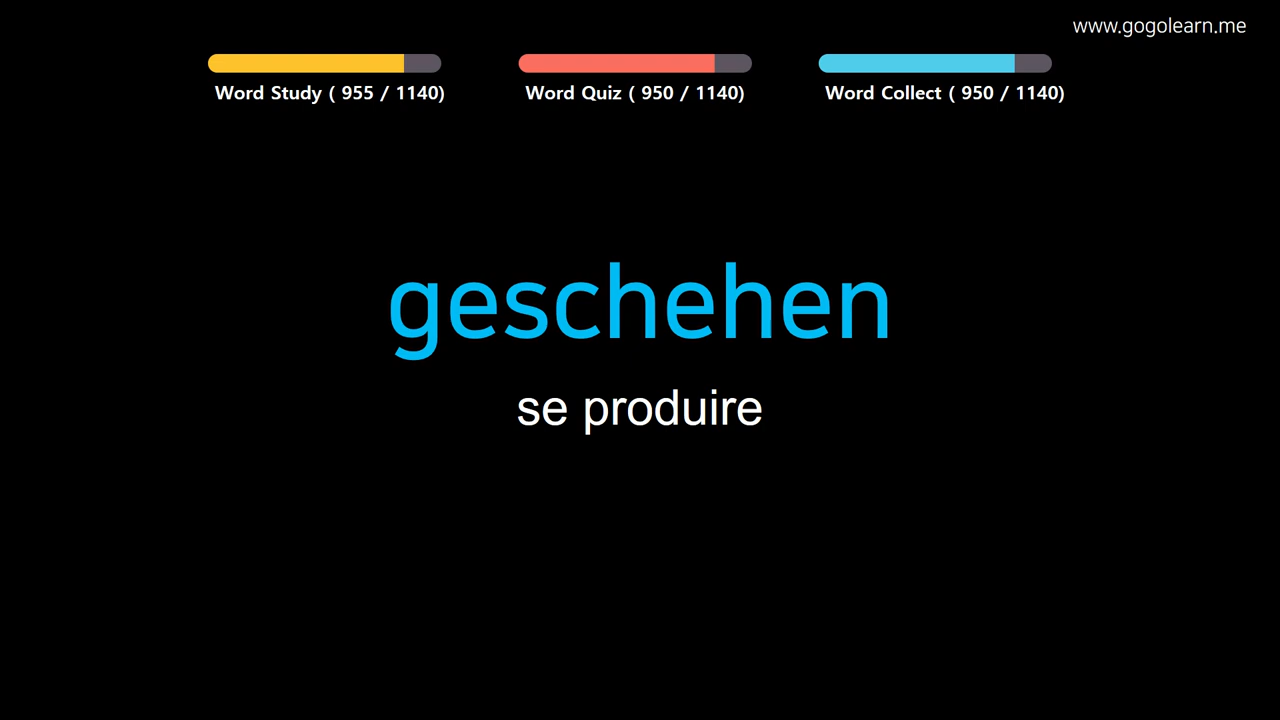 www.gogolearn.me
Word Study ( 955 / 1140)
Word Quiz ( 950 / 1140)
Word Collect ( 950 / 1140)
geschehen
se produire